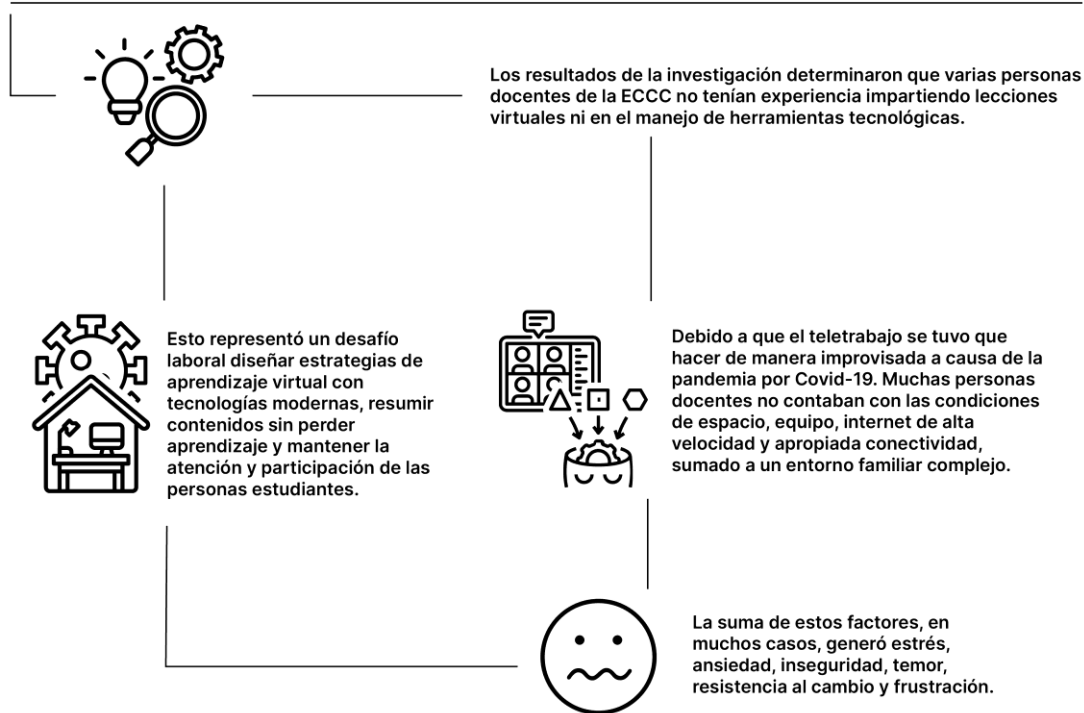 Los resultados de la investigación determinaron que varias personas
docentes de la ECCC no tenían experiencia impartiendo lecciones
virtuales ni en el manejo de herramientas tecnológicas.
Esto representó un desafío
laboral diseñar estrategias de
aprendizaje virtual con
tecnologías modernas, resumir
contenidos sin perder
aprendizaje y mantener la
atención y participación de las
personas estudiantes.
Debido a que el teletrabajo se tuvo que
hacer de manera improvisada a causa de la
pandemia por Covid-19. Muchas personas
docentes no contaban con las condiciones
de espacio, equipo, internet de alta
velocidad y apropiada conectividad,
sumado a un entorno familiar complejo.
La suma de estos factores, en
muchos casos, generó estrés,
ansiedad, inseguridad, temor,
resistencia al cambio y frustración.